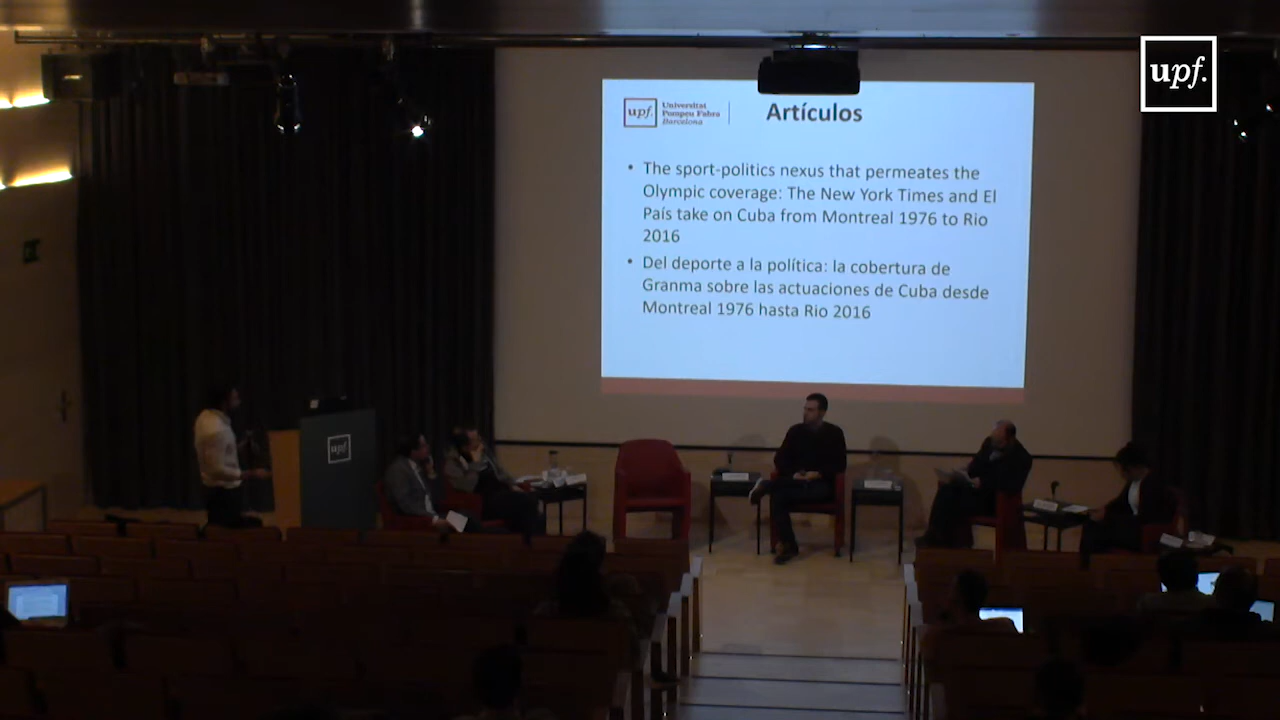 upf.
upf.
Universitat
Pompeu Fabra
Barcelona
Artículos
• The sport-politics nexus that permeates the
Olympic coverage: The New York Times and El
País take on Cuba from Montreal 1976 to Rio
2016
• Del deporte a la política: la cobertura de
Granma sobre las actuaciones de Cuba desde
Montreal 1976 hasta Rio 2016
upf.